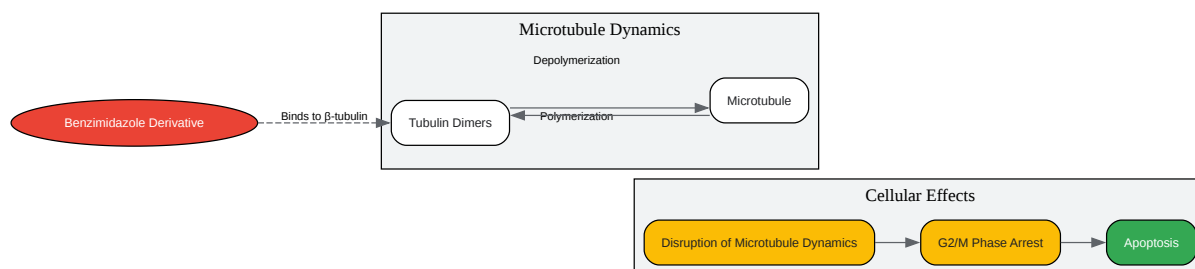 Microtubule Dynamics
Depolymerization
Microtubule
Benzimidazole Derivative
Binds to β-tubulin
Tubulin Dimers
Polymerization
Cellular Effects
Disruption of Microtubule Dynamics
G2/M Phase Arrest
Apoptosis